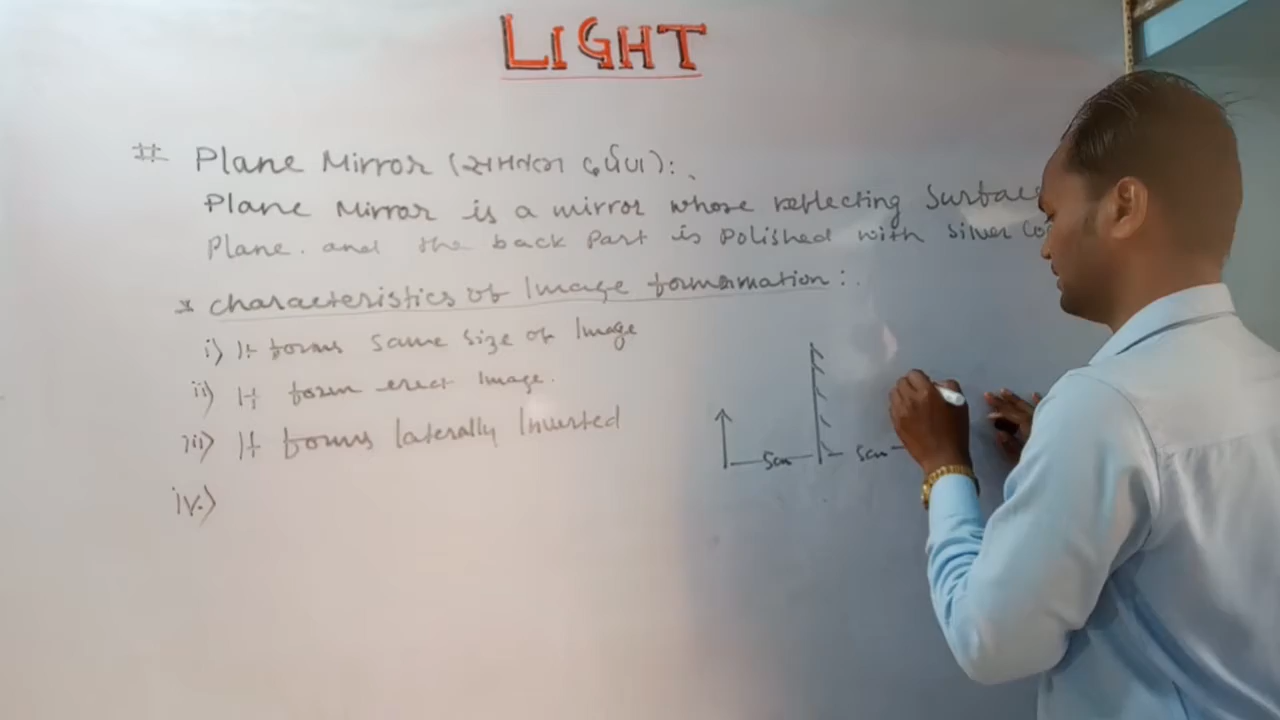 LIGHT
# Plane Mirror (સમતલ દર્પણ):
Plane Mirror is a mirror whose reflecting Surface
Plane. and the back part is polished with silver
* characteristics of Image formamation :
i) It forms same size of Image
ii) It form erect Image.
iii) It forms laterally Inverted
iv.)
5cm 5cm